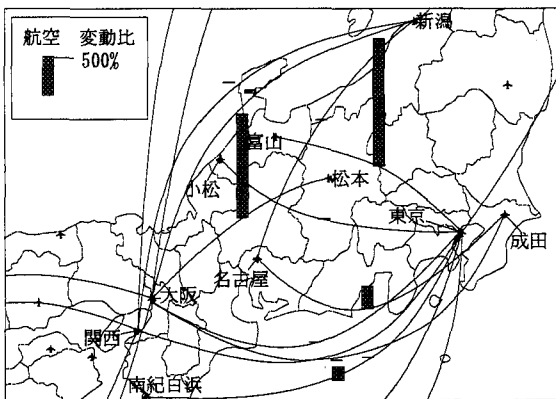 航空 変動比
500%
新潟
富山
小松
松本
東京
成田
名古屋
大阪
関西
南紀白浜